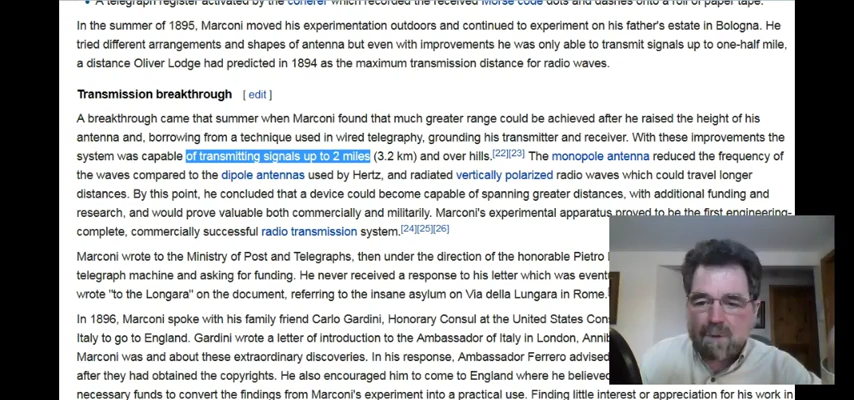 A telegraph register activated by the coherer which recorded the received Morse code dots and dashes onto a roll of paper tape.
In the summer of 1895, Marconi moved his experimentation outdoors and continued to experiment on his father's estate in Bologna. He
tried different arrangements and shapes of antenna but even with improvements he was only able to transmit signals up to one-half mile,
a distance Oliver Lodge had predicted in 1894 as the maximum transmission distance for radio waves.
Transmission breakthrough [ edit ]
A breakthrough came that summer when Marconi found that much greater range could be achieved after he raised the height of his
antenna and, borrowing from a technique used in wired telegraphy, grounding his transmitter and receiver. With these improvements the
system was capable of transmitting signals up to 2 miles (3.2 km) and over hills.[22][23] The monopole antenna reduced the frequency of
the waves compared to the dipole antennas used by Hertz, and radiated vertically polarized radio waves which could travel longer
distances. By this point, he concluded that a device could become capable of spanning greater distances, with additional funding and
research, and would prove valuable both commercially and militarily. Marconi's experimental apparatus proved to be the first engineering-
complete, commercially successful radio transmission system.[24][25][26]
Marconi wrote to the Ministry of Post and Telegraphs, then under the direction of the honorable Pietro
telegraph machine and asking for funding. He never received a response to his letter which was
wrote "to the Longara" on the document, referring to the insane asylum on Via della Lungara in Rome.
In 1896, Marconi spoke with his family friend Carlo Gardini, Honorary Consul at the United States
Italy to go to England. Gardini wrote a letter of introduction to the Ambassador of Italy in London,
Marconi was and about these extraordinary discoveries. In his response, Ambassador Ferrero advised
after they had obtained the copyrights. He also encouraged him to come to England where he believed
necessary funds to convert the findings from Marconi's experiment into a practical use. Finding little interest or appreciation for his work in